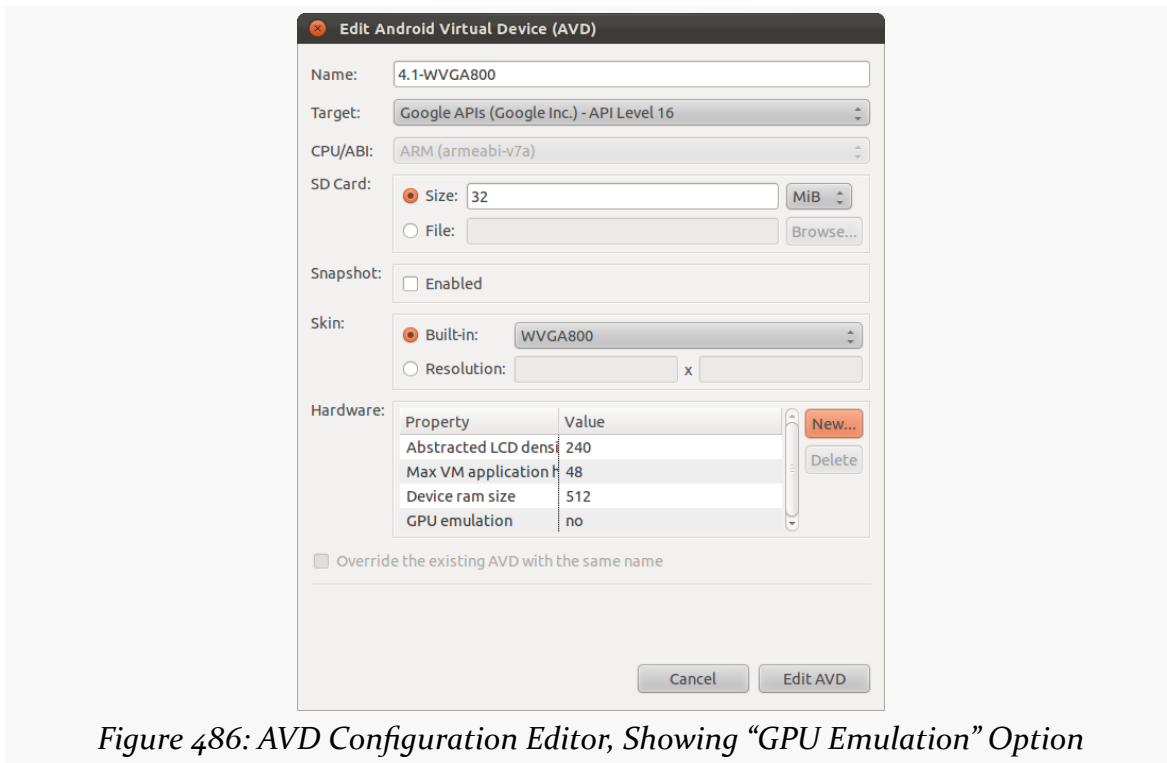 Edit Android Virtual Device (AVD)
Name: 4.1-WVGA800
Target: Google APIs (Google Inc.) - API Level 16
CPU/ABI: ARM (armeabi-v7a)
SD Card:
Size: 32 MiB
File: Browse...
Snapshot:
Enabled
Skin:
Built-in: WVGA800
Resolution: x
Hardware:
Property Value New...
Abstracted LCD densi 240
Delete
Max VM application h 48
Device ram size 512
GPU emulation no
Override the existing AVD with the same name
Cancel Edit AVD
Figure 486: AVD Configuration Editor, Showing “GPU Emulation” Option